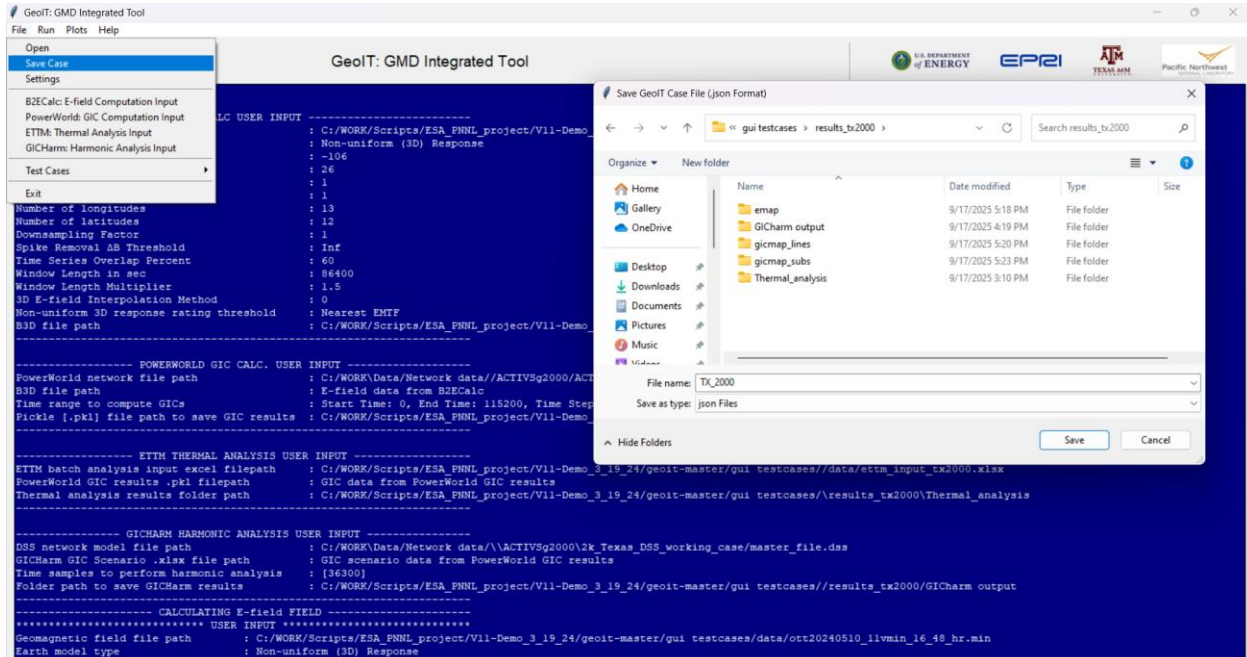 GeoIT: GMD Integrated Tool
File Run Plots Help
Open
Save Case
Settings
B2ECalc: E-field Computation Input
PowerWorld: GIC Computation Input
ETTM: Thermal Analysis Input
GICHarm: Harmonic Analysis Input
Test Cases
Exit
GeoIT: GMD Integrated Tool
U.S. DEPARTMENT of ENERGY
EPRI
TEXAS A&M
Pacific Northwest
LC USER INPUT --------------------
: C:/WORK/Scripts/ESA_PNNL_project/V11-Demo_
: Non-uniform (3D) Response
: -106
: 26
: 1
: 1
Number of longitudes : 13
Number of latitudes : 12
Downsampling Factor : 1
Spike Removal ΔB Threshold : Inf
Time Series Overlap Percent : 60
Window Length in sec : 86400
Window Length Multiplier : 1.5
3D E-field Interpolation Method : 0
Non-uniform 3D response rating threshold : Nearest EMTF
B3D file path : C:/WORK/Scripts/ESA_PNNL_project/V11-Demo_
------------------ POWERWORLD GIC CALC. USER INPUT -------------------
PowerWorld network file path : C:/WORK\Data/Network data//ACTIVSg2000/ACT
B3D file path : E-field data from B2ECalc
Time range to compute GICs : Start Time: 0, End Time: 115200, Time Step
Pickle [.pkl] file path to save GIC results : C:/WORK/Scripts/ESA_PNNL_project/V11-Demo_
------------------ ETTM THERMAL ANALYSIS USER INPUT ------------------
ETTM batch analysis input excel filepath : C:/WORK/Scripts/ESA_PNNL_project/V11-Demo_3_19_24/geoit-master/gui testcases//data/ettm_input_tx2000.xlsx
PowerWorld GIC results .pkl filepath : GIC data from PowerWorld GIC results
Thermal analysis results folder path : C:/WORK/Scripts/ESA_PNNL_project/V11-Demo_3_19_24/geoit-master/gui testcases/\results_tx2000\Thermal_analysis
----------------- GICHARM HARMONIC ANALYSIS USER INPUT ----------------
DSS network model file path : C:/WORK\Data/Network data/\\ACTIVSg2000\2k_Texas_DSS_working_case/master_file.dss
GICHarm GIC Scenario .xlsx file path : GIC scenario data from PowerWorld GIC results
Time samples to perform harmonic analysis : [36300]
Folder path to save GICHarm results : C:/WORK/Scripts/ESA_PNNL_project/V11-Demo_3_19_24/geoit-master/gui testcases//results_tx2000/GICharm output
--------------------- CALCULATING E-field FIELD ----------------------
***************************** USER INPUT *****************************
Geomagnetic field file path : C:/WORK/Scripts/ESA_PNNL_project/V11-Demo_3_19_24/geoit-master/gui testcases/data/ott20240510_11vmin_16_48_hr.min
Earth model type : Non-uniform (3D) Response
Save GeoIT Case File (.json Format)
« gui testcases › results_tx2000 ›
Search results_tx2000
Organize New folder
Home
Gallery
OneDrive
Desktop
Downloads
Documents
Pictures
Music
Videos
Name Date modified Type Size
emap 9/17/2025 5:18 PM File folder
GICharm output 9/17/2025 4:19 PM File folder
gicmap_lines 9/17/2025 5:20 PM File folder
gicmap_subs 9/17/2025 5:23 PM File folder
Thermal_analysis 9/17/2025 3:10 PM File folder
File name: TX_2000
Save as type: json Files
Hide Folders
Save Cancel